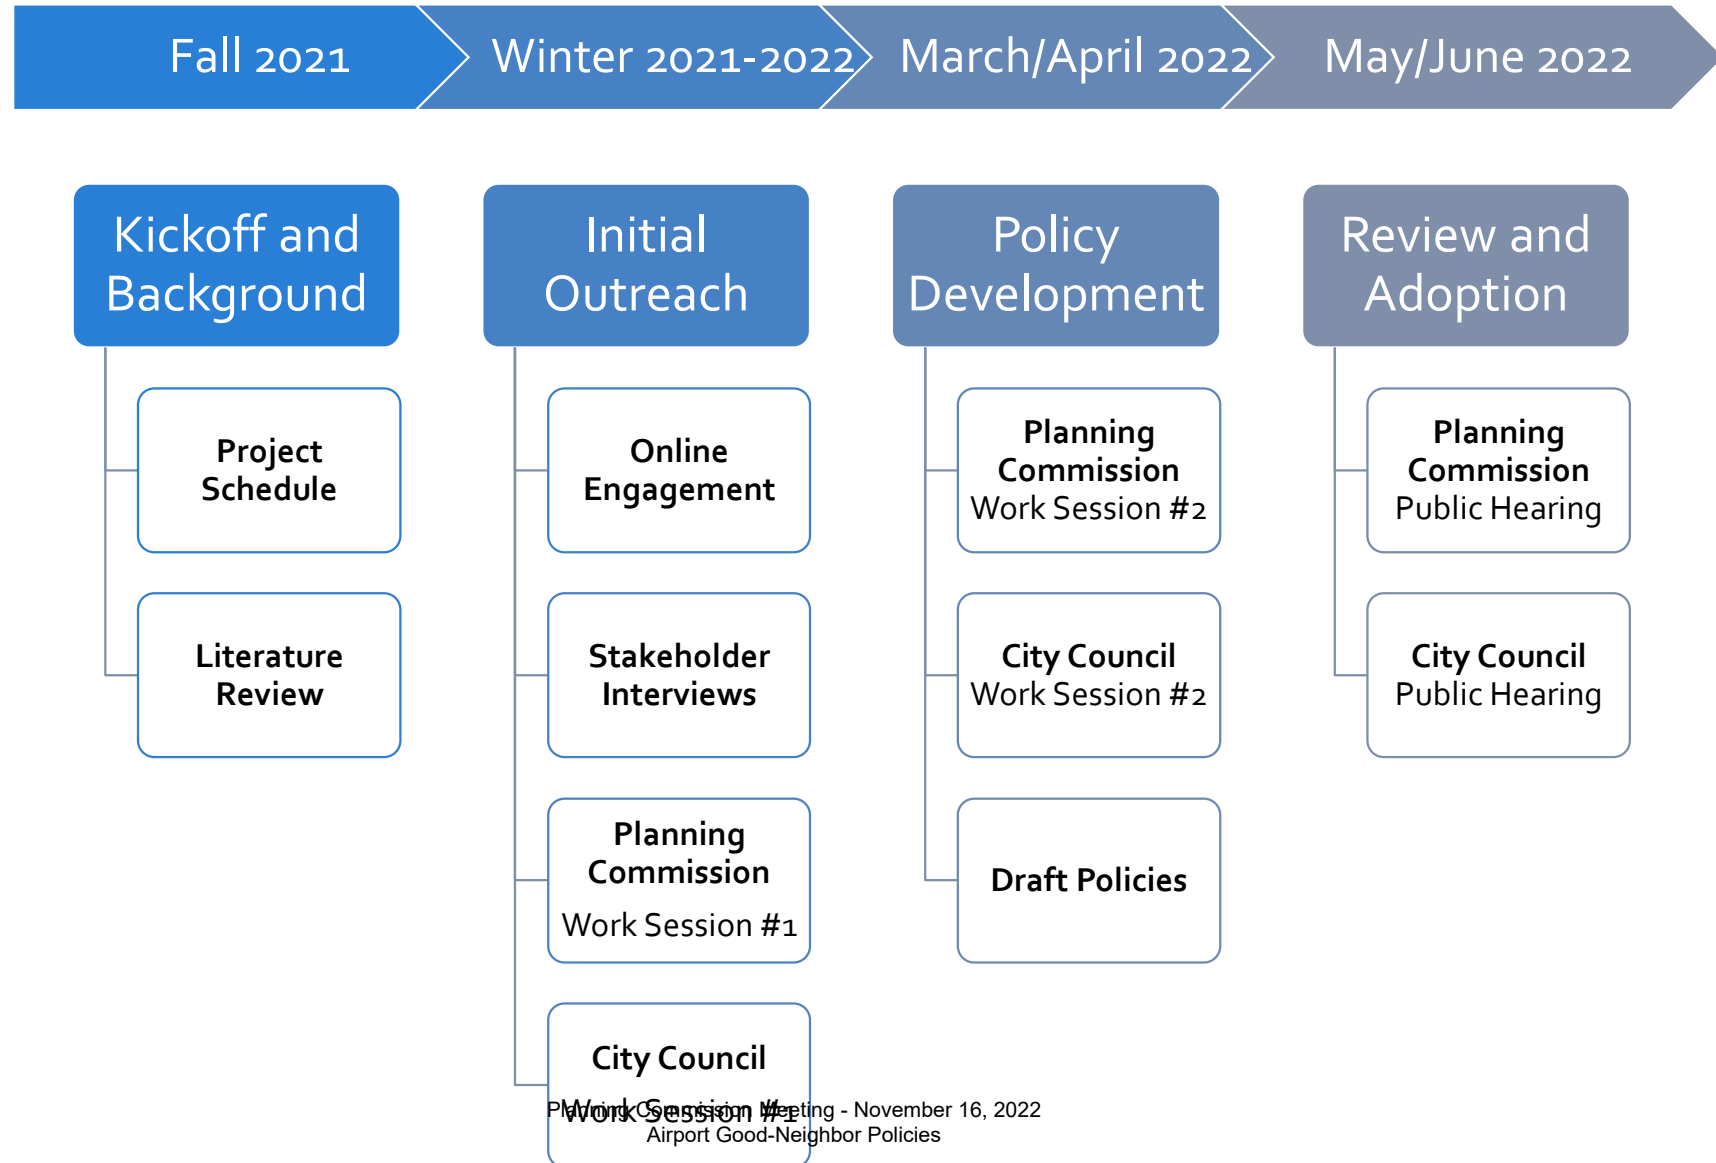 Fall 2021
Winter 2021-2022
March/April 2022
May/June 2022
Kickoff and
Background
Project
Schedule
Literature
Review
Initial
Outreach
Online
Engagement
Stakeholder
Interviews
Planning
Commission
Work Session #1
City Council
Work Session #1
Policy
Development
Planning
Commission
Work Session #2
City Council
Work Session #2
Draft Policies
Review and
Adoption
Planning
Commission
Public Hearing
City Council
Public Hearing
Planning Commission Meeting - November 16, 2022
Airport Good-Neighbor Policies